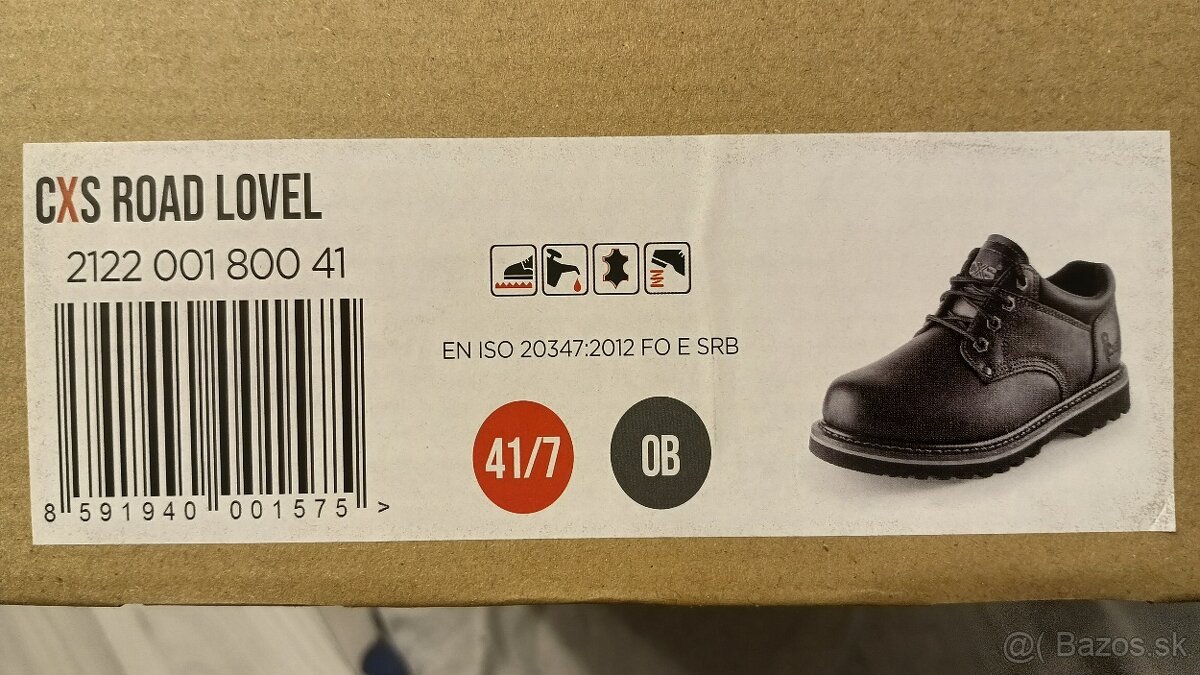 CXS ROAD LOVEL
2122 001 800 41
8 591940 001575 >
EN ISO 20347:2012 FO E SRB
41/7
OB
CXS
@( Bazos.sk